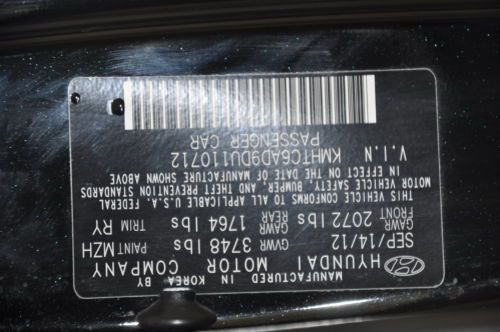 MANUFACTURED IN KOREA BY
HYUNDAI MOTOR COMPANY
SEP/14/12 GVWR 3748 lbs PAINT MZH
GAWR FRONT 2072 lbs GAWR REAR 1764 lbs TRIM RY
THIS VEHICLE CONFORMS TO ALL APPLICABLE U.S.A. FEDERAL
MOTOR VEHICLE SAFETY, BUMPER, AND THEFT PREVENTION STANDARDS
IN EFFECT ON THE DATE OF MANUFACTURE SHOWN ABOVE
V.I.N KMHTC6AD9DU110712
PASSENGER CAR